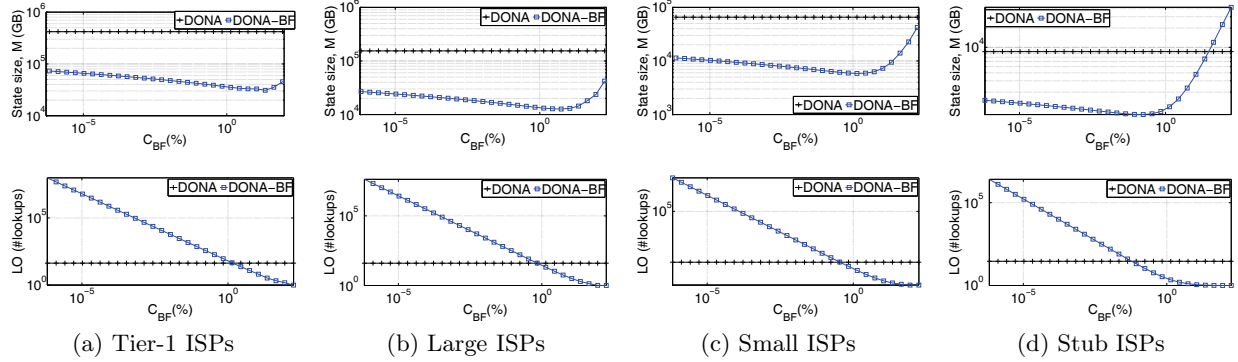 10^6
DONA DONA-BF
State size, M (GB)
10^5
10^4
10^-5
10^0
C_BF(%)
10^6
DONA DONA-BF
State size, M (GB)
10^5
10^4
10^-5
10^0
C_BF(%)
10^5
State size, M (GB)
10^4
10^3
DONA DONA-BF
10^-5
10^0
C_BF(%)
DONA DONA-BF
State size, M (GB)
10^4
10^-5
10^0
C_BF(%)
DONA DONA-BF
LO (#lookups)
10^5
10^0
10^-5
10^0
C_BF(%)
DONA DONA-BF
LO (#lookups)
10^5
10^0
10^-5
10^0
C_BF(%)
DONA DONA-BF
LO (#lookups)
10^5
10^0
10^-5
10^0
C_BF(%)
DONA DONA-BF
LO (#lookups)
10^5
10^0
10^-5
10^0
C_BF(%)
(a) Tier-1 ISPs
(b) Large ISPs
(c) Small ISPs
(d) Stub ISPs